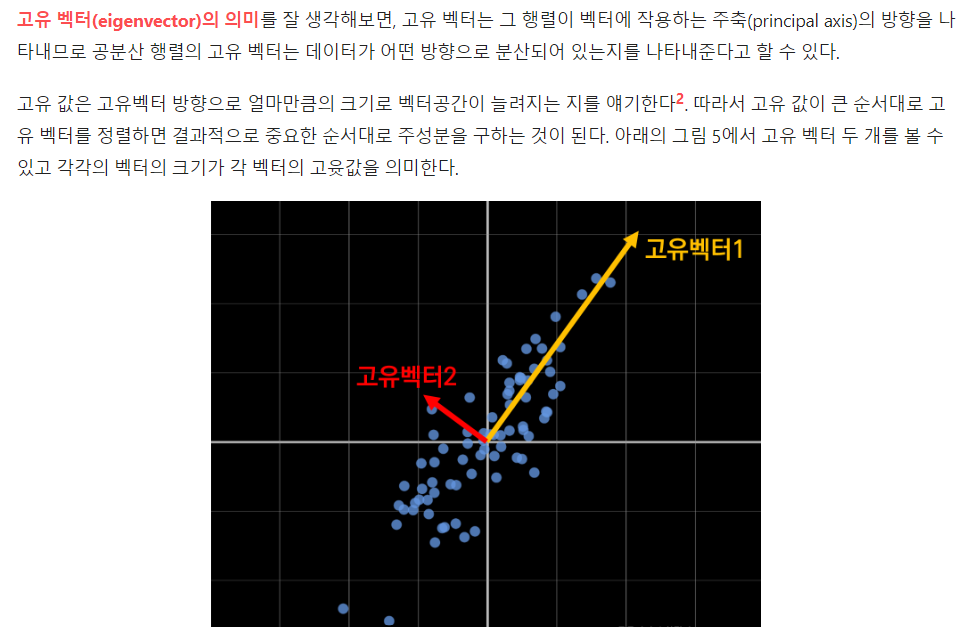 고유 벡터(eigenvector)의 의미를 잘 생각해보면, 고유 벡터는 그 행렬이 벡터에 작용하는 주축(principal axis)의 방향을 나
타내므로 공분산 행렬의 고유 벡터는 데이터가 어떤 방향으로 분산되어 있는지를 나타내준다고 할 수 있다.
고유 값은 고유벡터 방향으로 얼마만큼의 크기로 벡터공간이 늘려지는 지를 얘기한다2. 따라서 고유 값이 큰 순서대로 고
유 벡터를 정렬하면 결과적으로 중요한 순서대로 주성분을 구하는 것이 된다. 아래의 그림 5에서 고유 벡터 두 개를 볼 수
있고 각각의 벡터의 크기가 각 벡터의 고윳값을 의미한다.
고유벡터1
고유벡터2